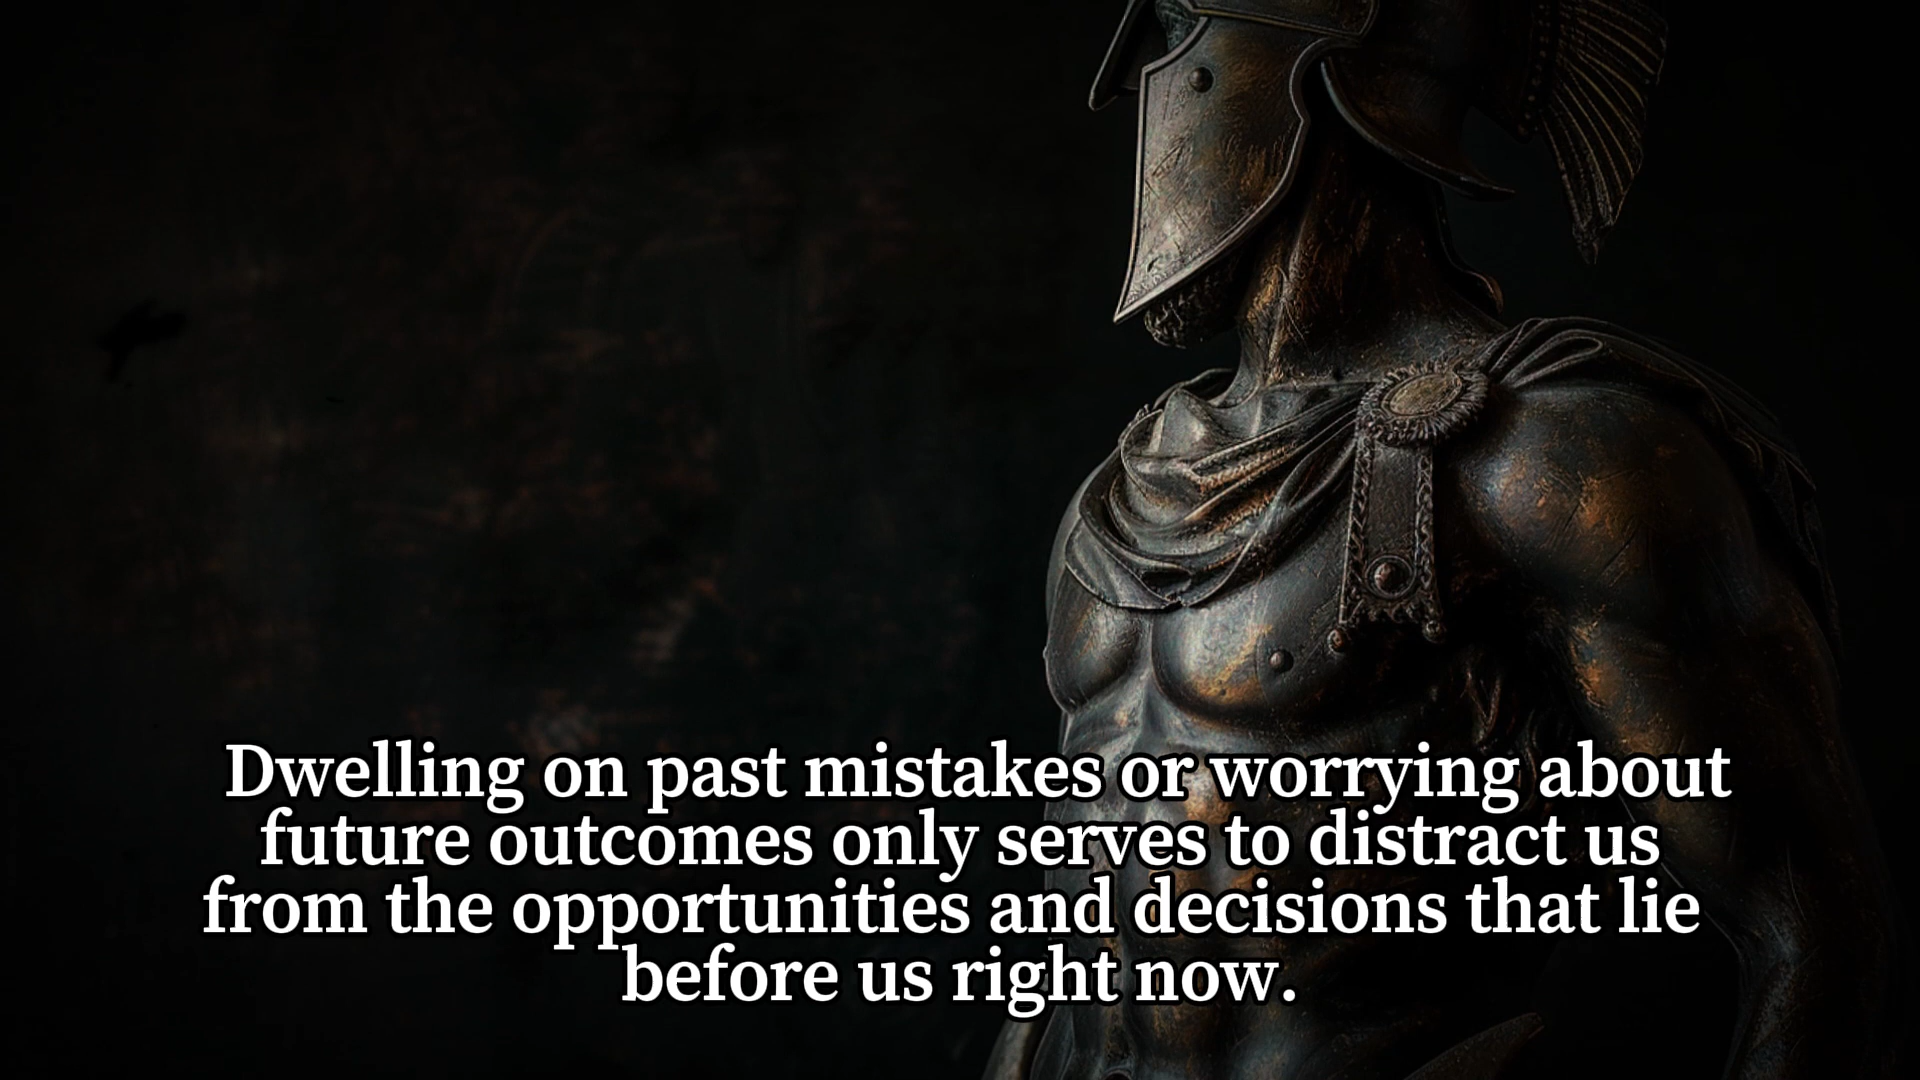 Dwelling on past mistakes or worrying about
future outcomes only serves to distract us
from the opportunities and decisions that lie
before us right now.